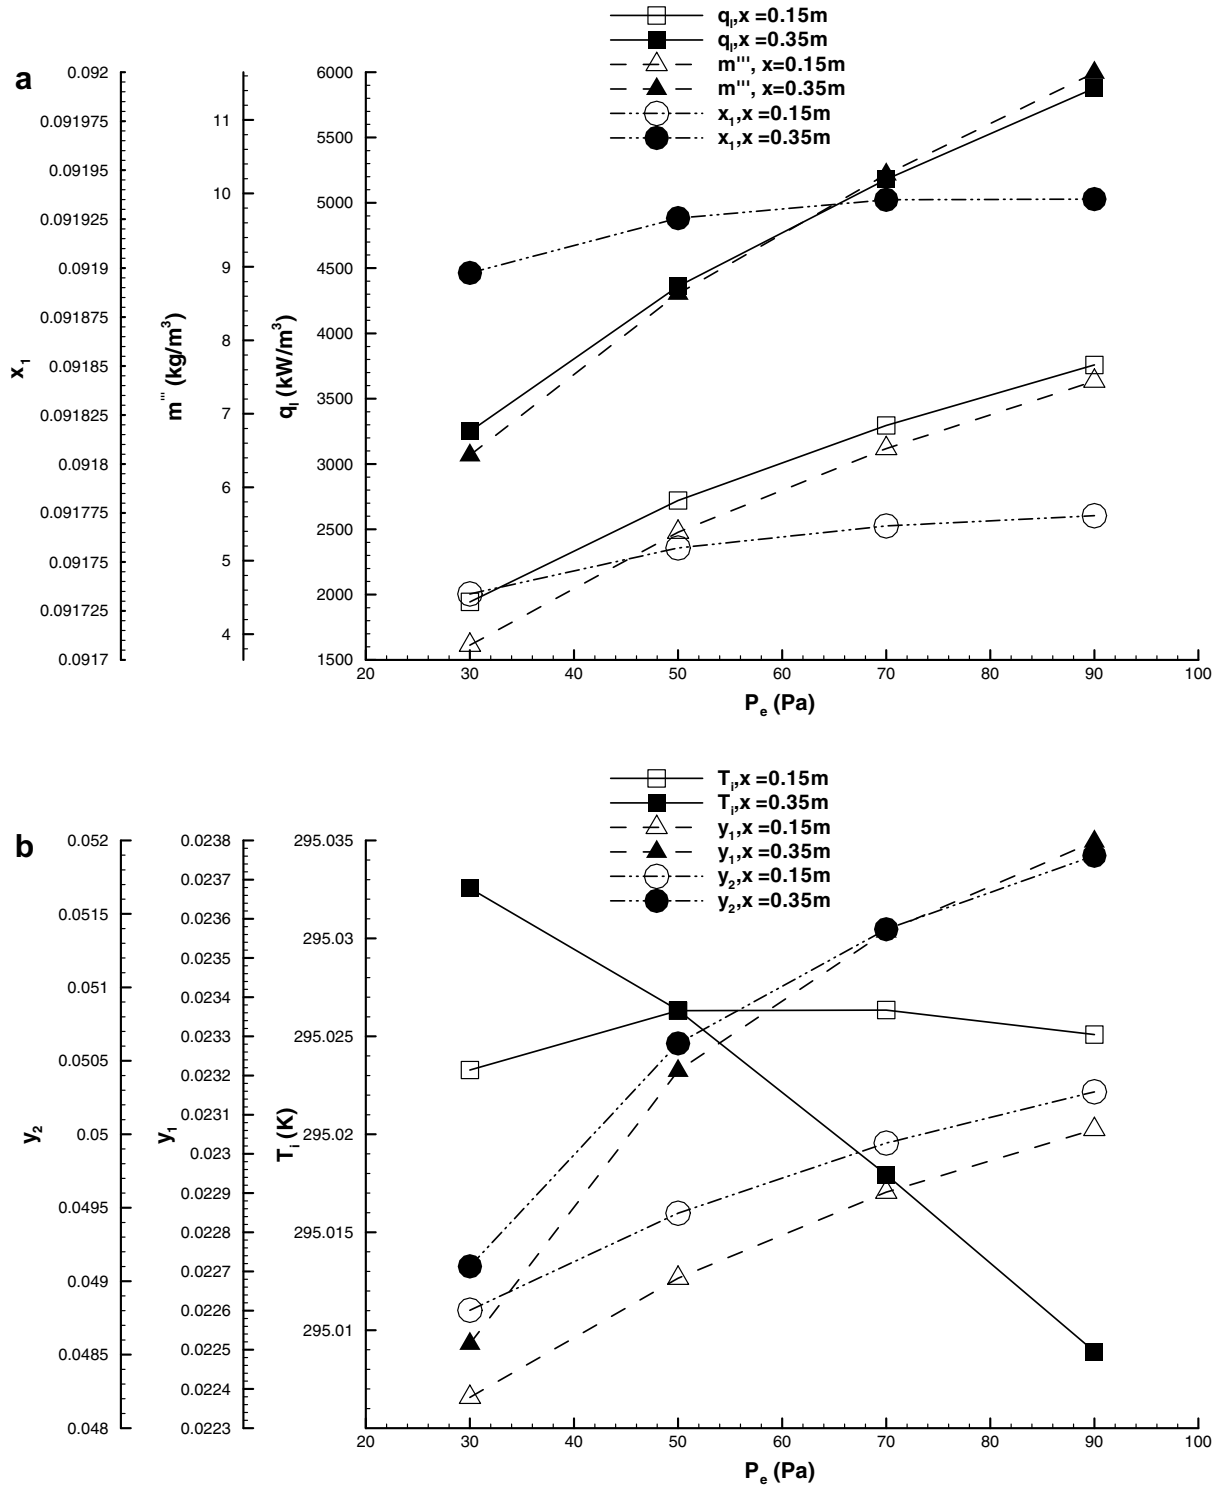 q_l,x =0.15m
q_l,x =0.35m
m''', x=0.15m
m''', x=0.35m
x_1,x =0.15m
x_1,x =0.35m
a
0.092
0.091975
0.09195
0.091925
0.0919
0.091875
0.09185
0.091825
0.0918
0.091775
0.09175
0.091725
0.0917
x_1
11
10
9
8
7
6
5
4
m''' (kg/m^3)
6000
5500
5000
4500
4000
3500
3000
2500
2000
1500
q_l (kW/m^3)
20 30 40 50 60 70 80 90 100
P_e (Pa)
T_i,x =0.15m
T_i,x =0.35m
y_1,x =0.15m
y_1,x =0.35m
y_2,x =0.15m
y_2,x =0.35m
b
0.052
0.0515
0.051
0.0505
0.05
0.0495
0.049
0.0485
0.048
y_2
0.0238
0.0237
0.0236
0.0235
0.0234
0.0233
0.0232
0.0231
0.023
0.0229
0.0228
0.0227
0.0226
0.0225
0.0224
0.0223
y_1
295.035
295.03
295.025
295.02
295.015
295.01
T_i (K)
20 30 40 50 60 70 80 90 100
P_e (Pa)